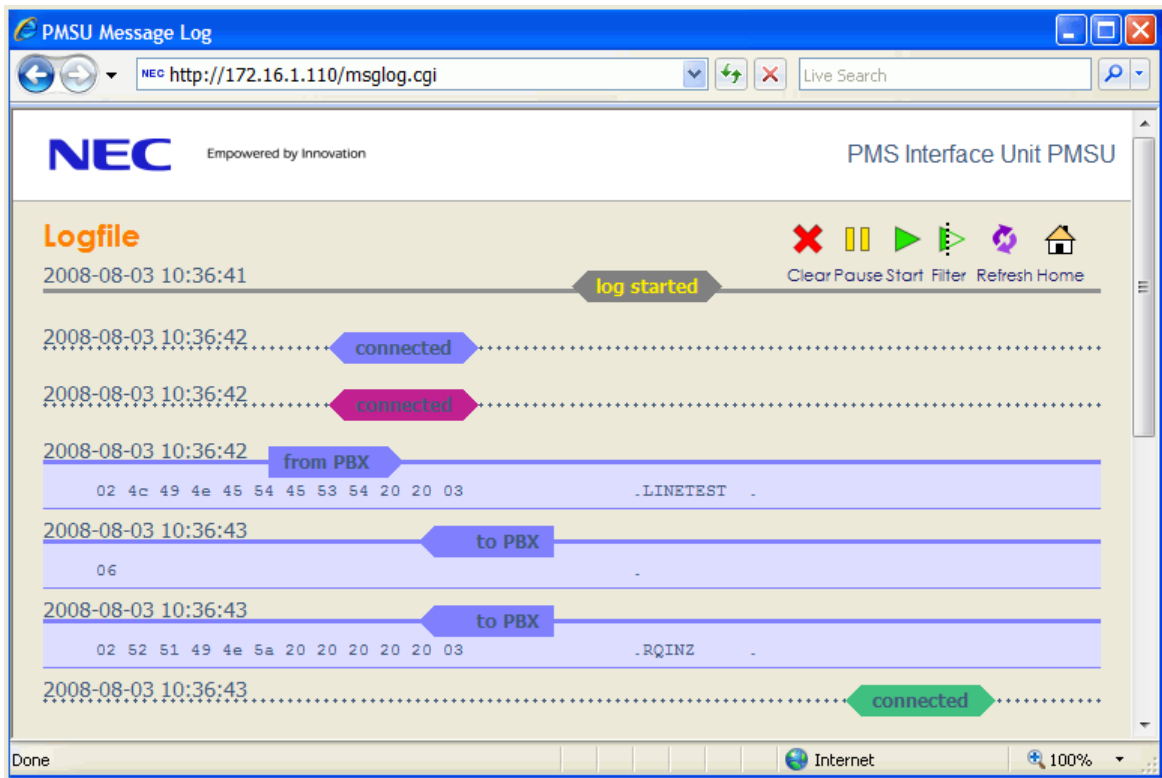 PMSU Message Log
NEC http://172.16.1.110/msglog.cgi Live Search
NEC Empowered by Innovation PMS Interface Unit PMSU
Logfile
Clear Pause Start Filter Refresh Home
2008-08-03 10:36:41 log started
2008-08-03 10:36:42 connected
2008-08-03 10:36:42 connected
2008-08-03 10:36:42 from PBX
02 4c 49 4e 45 54 45 53 54 20 20 03 .LINETEST .
2008-08-03 10:36:43 to PBX
06 .
2008-08-03 10:36:43 to PBX
02 52 51 49 4e 5a 20 20 20 20 20 03 .RQINZ .
2008-08-03 10:36:43 connected
Done Internet 100%